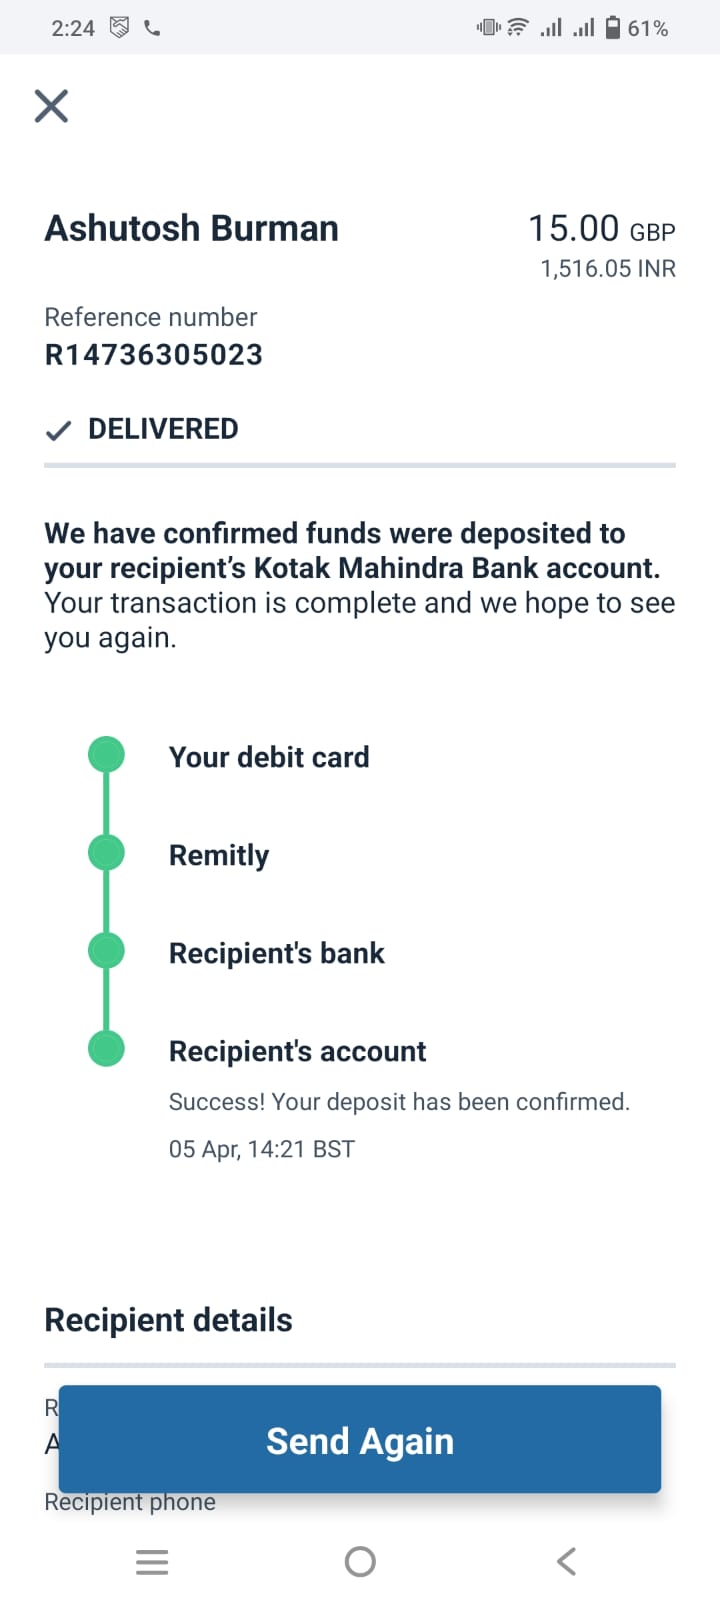 2:24
61%
Ashutosh Burman
15.00 GBP
1,516.05 INR
Reference number
R14736305023
DELIVERED
We have confirmed funds were deposited to
your recipient’s Kotak Mahindra Bank account.
Your transaction is complete and we hope to see
you again.
Your debit card
Remitly
Recipient's bank
Recipient's account
Success! Your deposit has been confirmed.
05 Apr, 14:21 BST
Recipient details
R
A
Send Again
Recipient phone